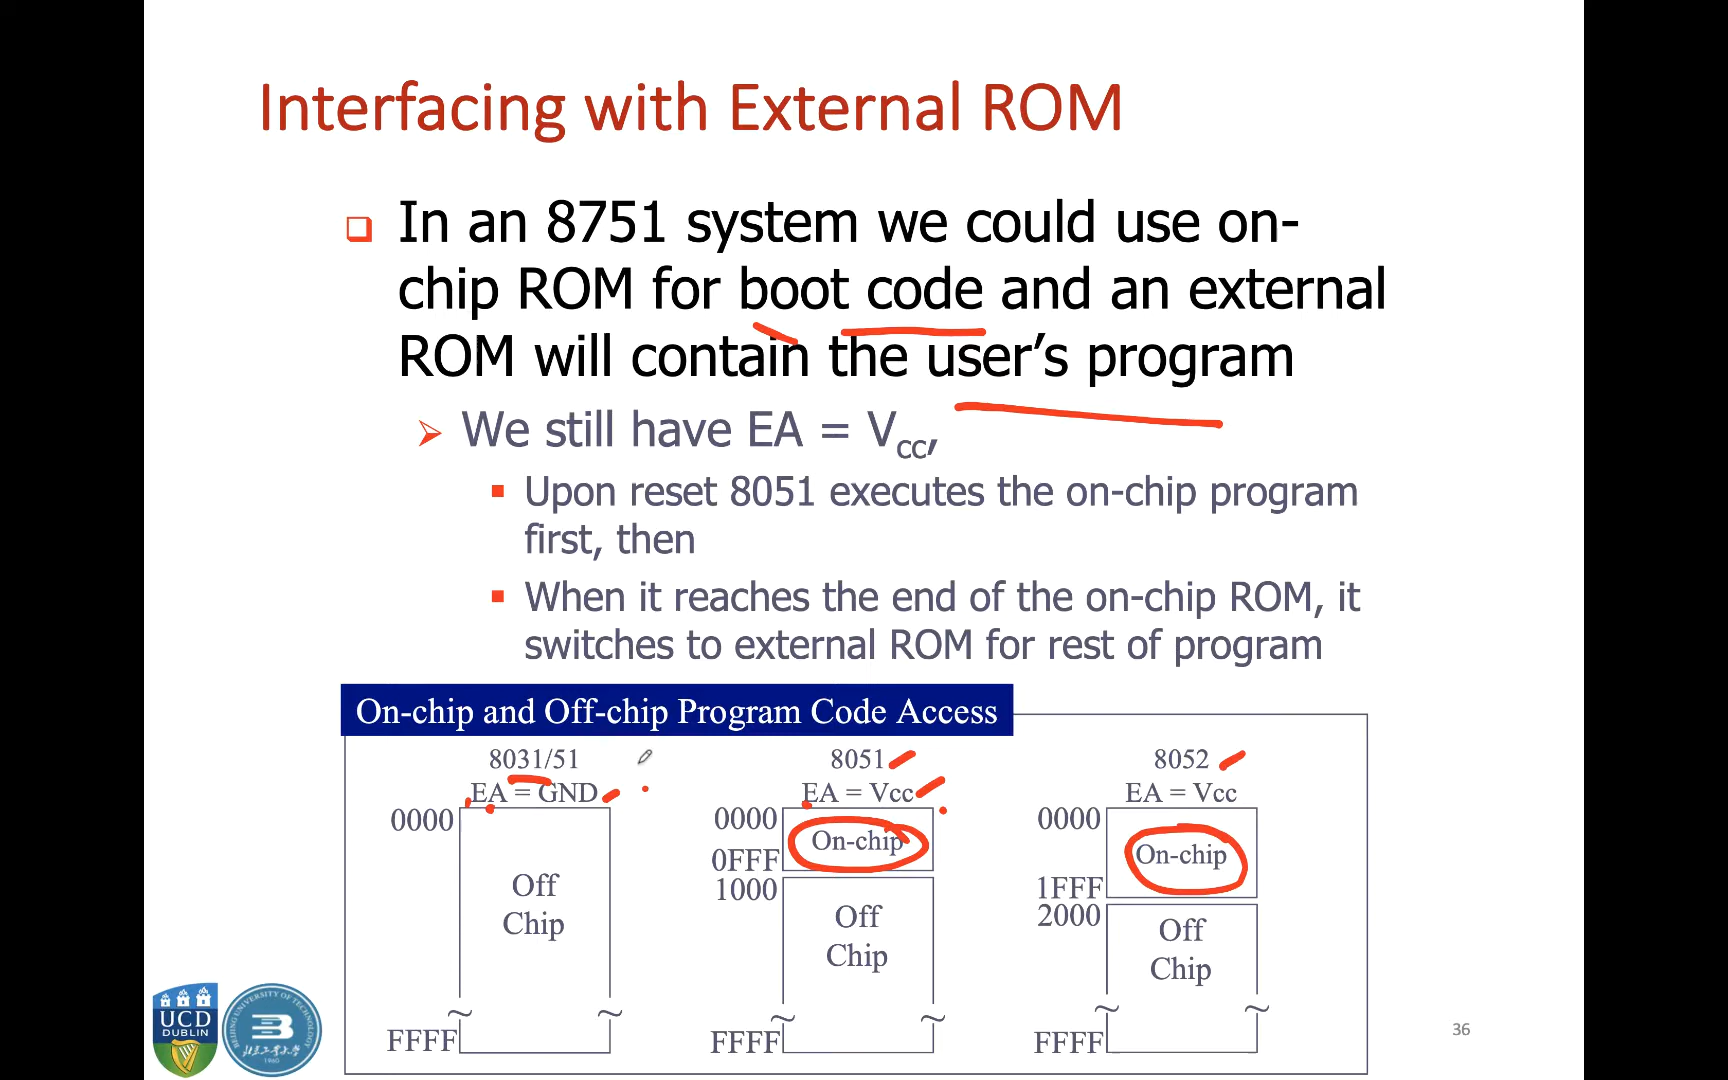 Interfacing with External ROM
In an 8751 system we could use on-
chip ROM for boot code and an external
ROM will contain the user's program
We still have EA = Vcc,
Upon reset 8051 executes the on-chip program
first, then
When it reaches the end of the on-chip ROM, it
switches to external ROM for rest of program
On-chip and Off-chip Program Code Access
8031/51
EA = GND
0000
Off
Chip
FFFF
8051
EA = Vcc
0000
On-chip
0FFF
1000
Off
Chip
FFFF
8052
EA = Vcc
0000
On-chip
1FFF
2000
Off
Chip
FFFF
UCD
DUBLIN
BEIJING UNIVERSITY OF TECHNOLOGY
1960
36